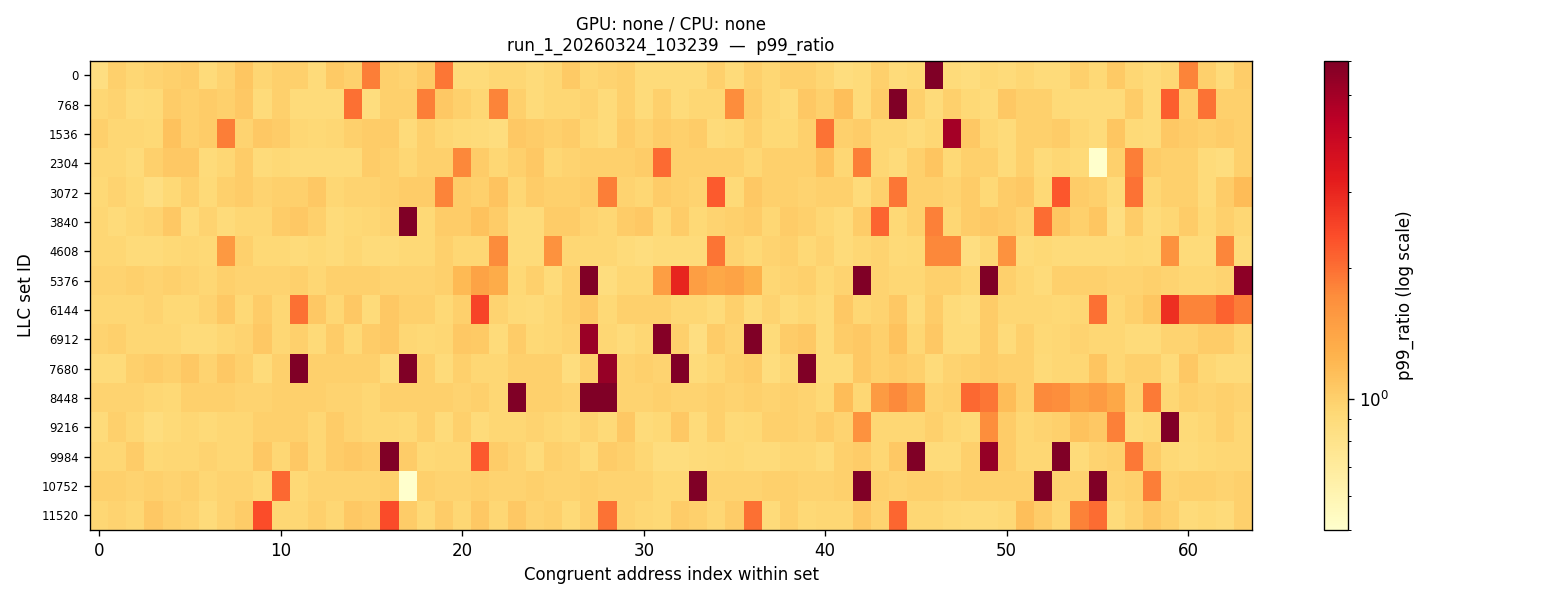 GPU: none / CPU: none
run_1_20260324_103239 — p99_ratio
LLC set ID
0
768
1536
2304
3072
3840
4608
5376
6144
6912
7680
8448
9216
9984
10752
11520
0 10 20 30 40 50 60
Congruent address index within set
10⁰
p99_ratio (log scale)